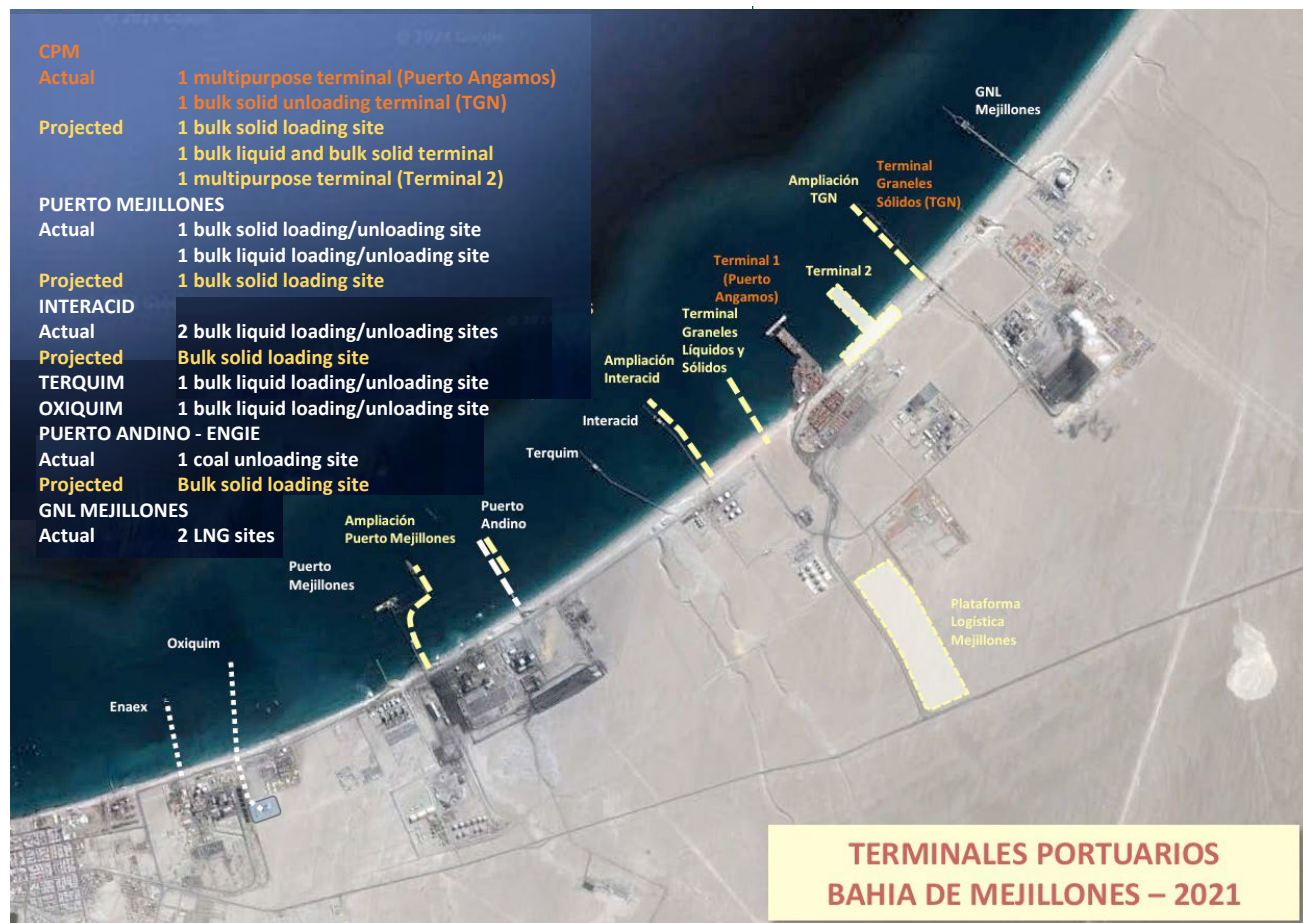 CPM
Actual 1 multipurpose terminal (Puerto Angamos)
1 bulk solid unloading terminal (TGN)
Projected 1 bulk solid loading site
1 bulk liquid and bulk solid terminal
1 multipurpose terminal (Terminal 2)
PUERTO MEJILLONES
Actual 1 bulk solid loading/unloading site
1 bulk liquid loading/unloading site
Projected 1 bulk solid loading site
INTERACID
Actual 2 bulk liquid loading/unloading sites
Projected Bulk solid loading site
TERQUIM 1 bulk liquid loading/unloading site
OXIQUIM 1 bulk liquid loading/unloading site
PUERTO ANDINO - ENGIE
Actual 1 coal unloading site
Projected Bulk solid loading site
GNL MEJILLONES
Actual 2 LNG sites
GNL
Mejillones
Terminal
Graneles
Sólidos (TGN)
Ampliación
TGN
Terminal 1
(Puerto
Angamos)
Terminal 2
Terminal
Graneles
Líquidos y
Sólidos
Ampliación
Interacid
Interacid
Terquim
Puerto
Andino
Ampliación
Puerto Mejillones
Puerto
Mejillones
Oxiquim
Enaex
Plataforma
Logística
Mejillones
TERMINALES PORTUARIOS
BAHIA DE MEJILLONES – 2021